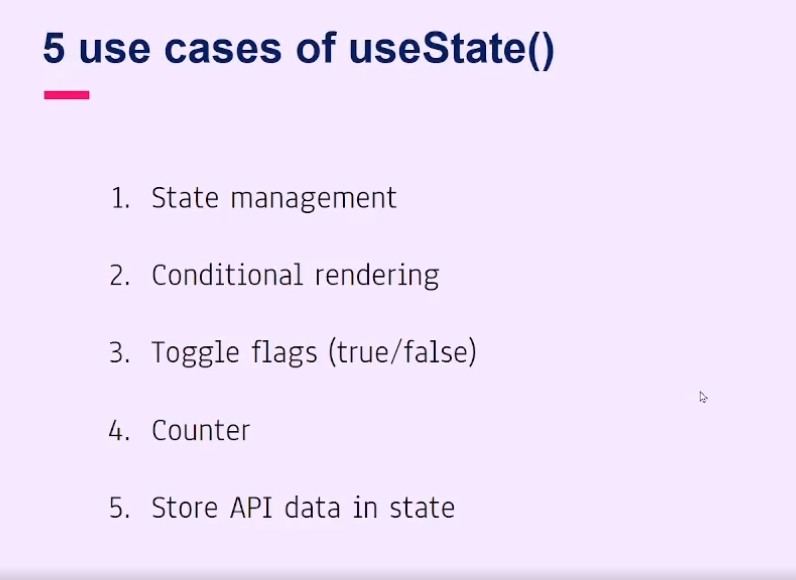 5 use cases of useState()
1. State management
2. Conditional rendering
3. Toggle flags (true/false)
4. Counter
5. Store API data in state